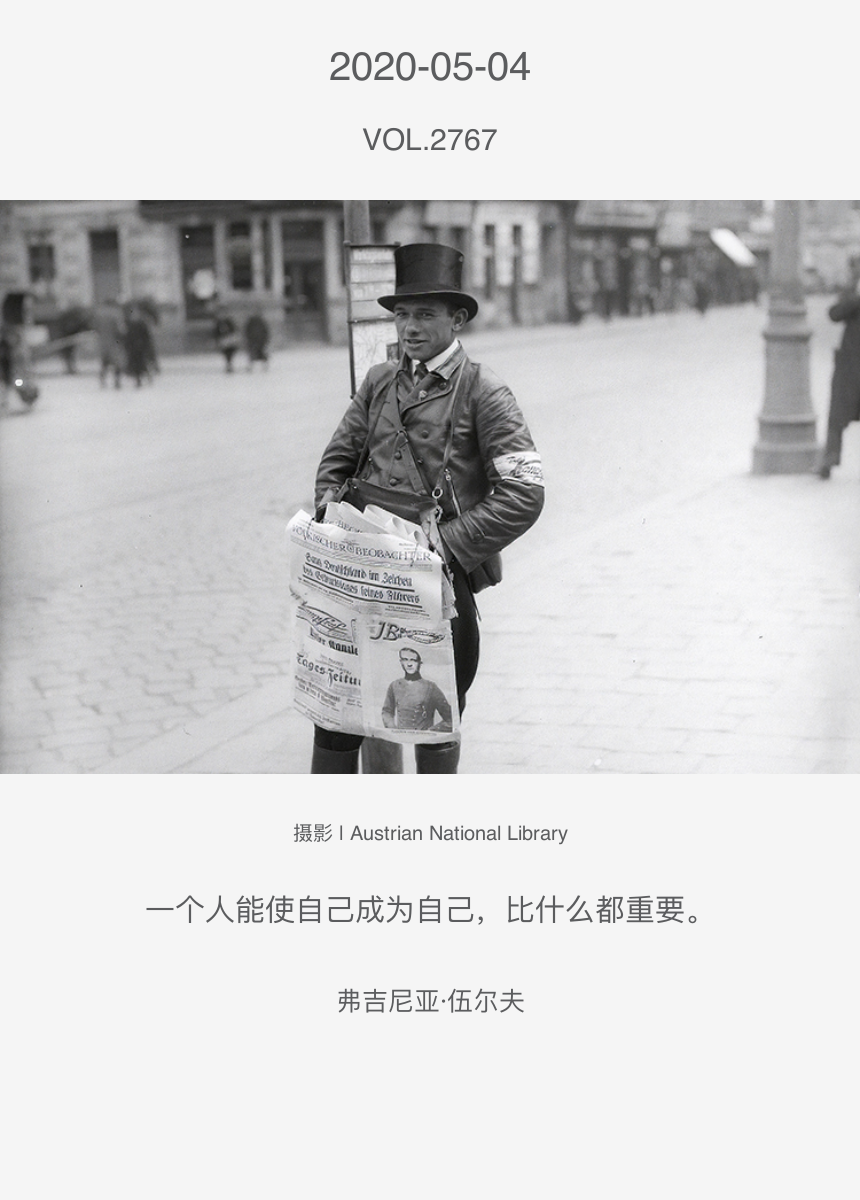 2020-05-04
VOL.2767
VÖLKISCHER BEOBACHTER
Ganz Deutschland im Zeichen
des Geburtstages seines Führers
Tages-Zeitu
JB
摄影 | Austrian National Library
一个人能使自己成为自己，比什么都重要。
弗吉尼亚·伍尔夫